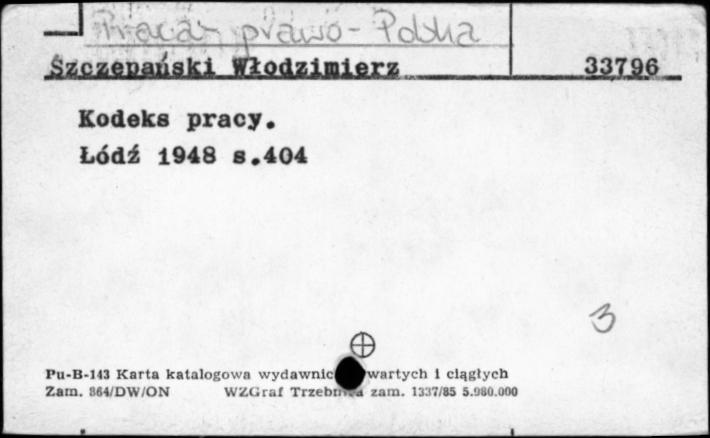 Praca - prawo - Polska
Szczepański Włodzimierz 33796
Kodeks pracy.
Łódź 1948 s.404
3
Pu-B-143 Karta katalogowa wydawnic wartych i ciągłych
Zam. 864/DW/ON WZGraf Trzebnica zam. 1337/85 5.980.000